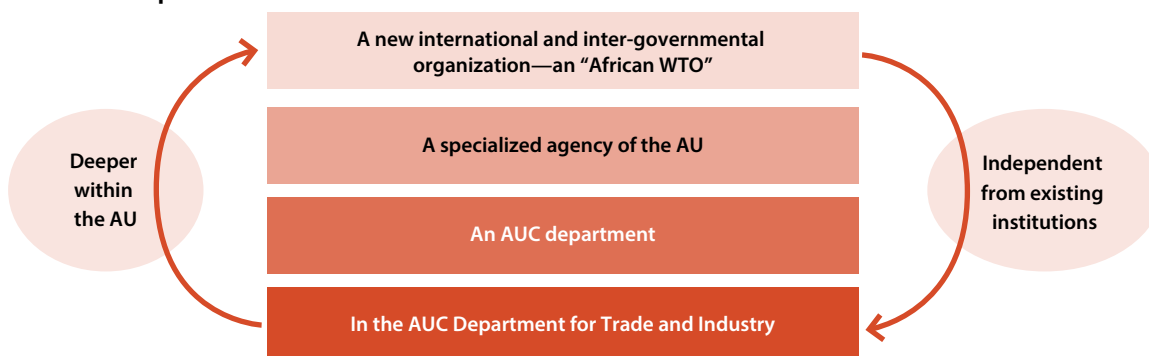 A new international and inter-governmental
organization—an “African WTO”
A specialized agency of the AU
Deeper
within
the AU
Independent
from existing
institutions
An AUC department
In the AUC Department for Trade and Industry